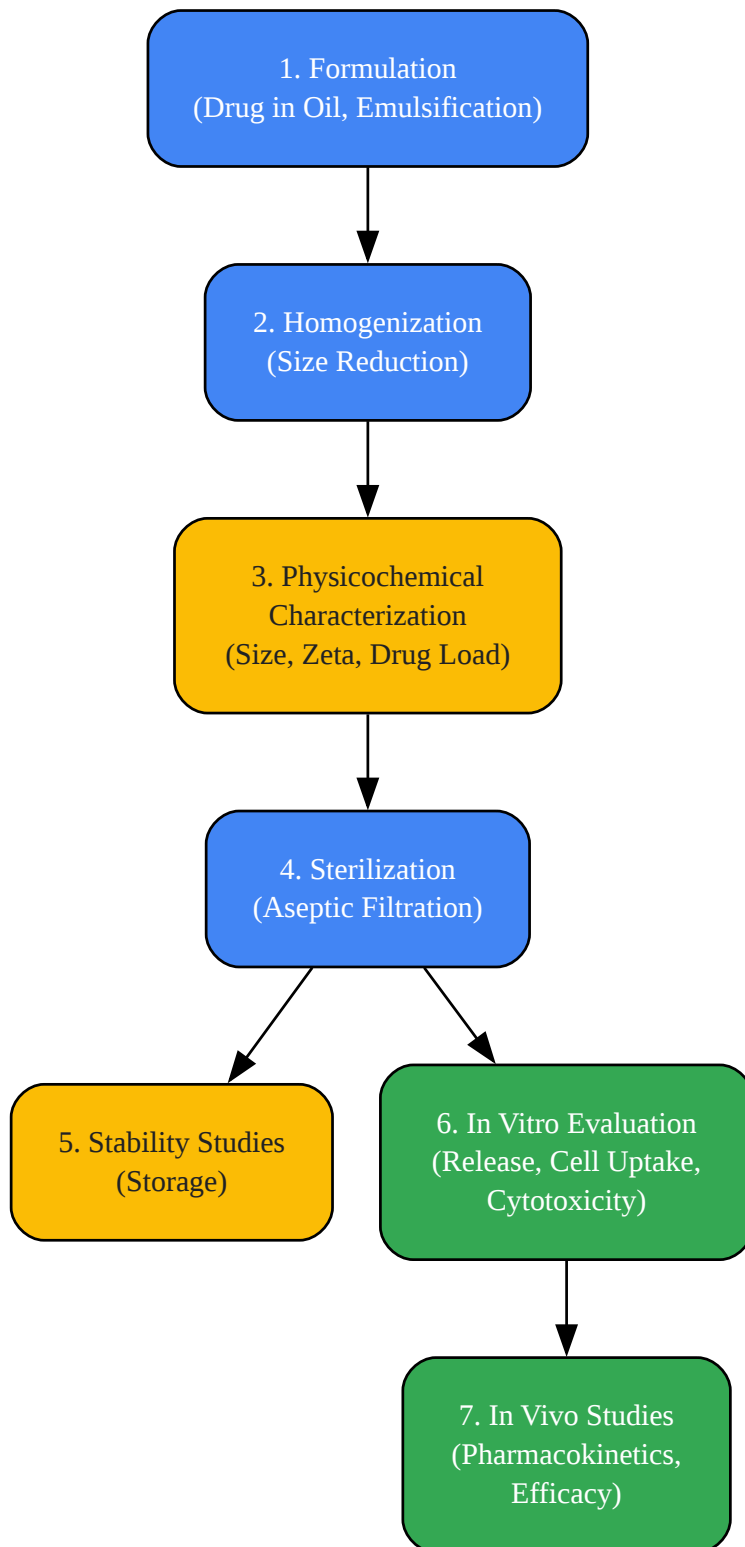 1. Formulation
(Drug in Oil, Emulsification)
2. Homogenization
(Size Reduction)
3. Physicochemical
Characterization
(Size, Zeta, Drug Load)
4. Sterilization
(Aseptic Filtration)
5. Stability Studies
(Storage)
6. In Vitro Evaluation
(Release, Cell Uptake,
Cytotoxicity)
7. In Vivo Studies
(Pharmacokinetics,
Efficacy)